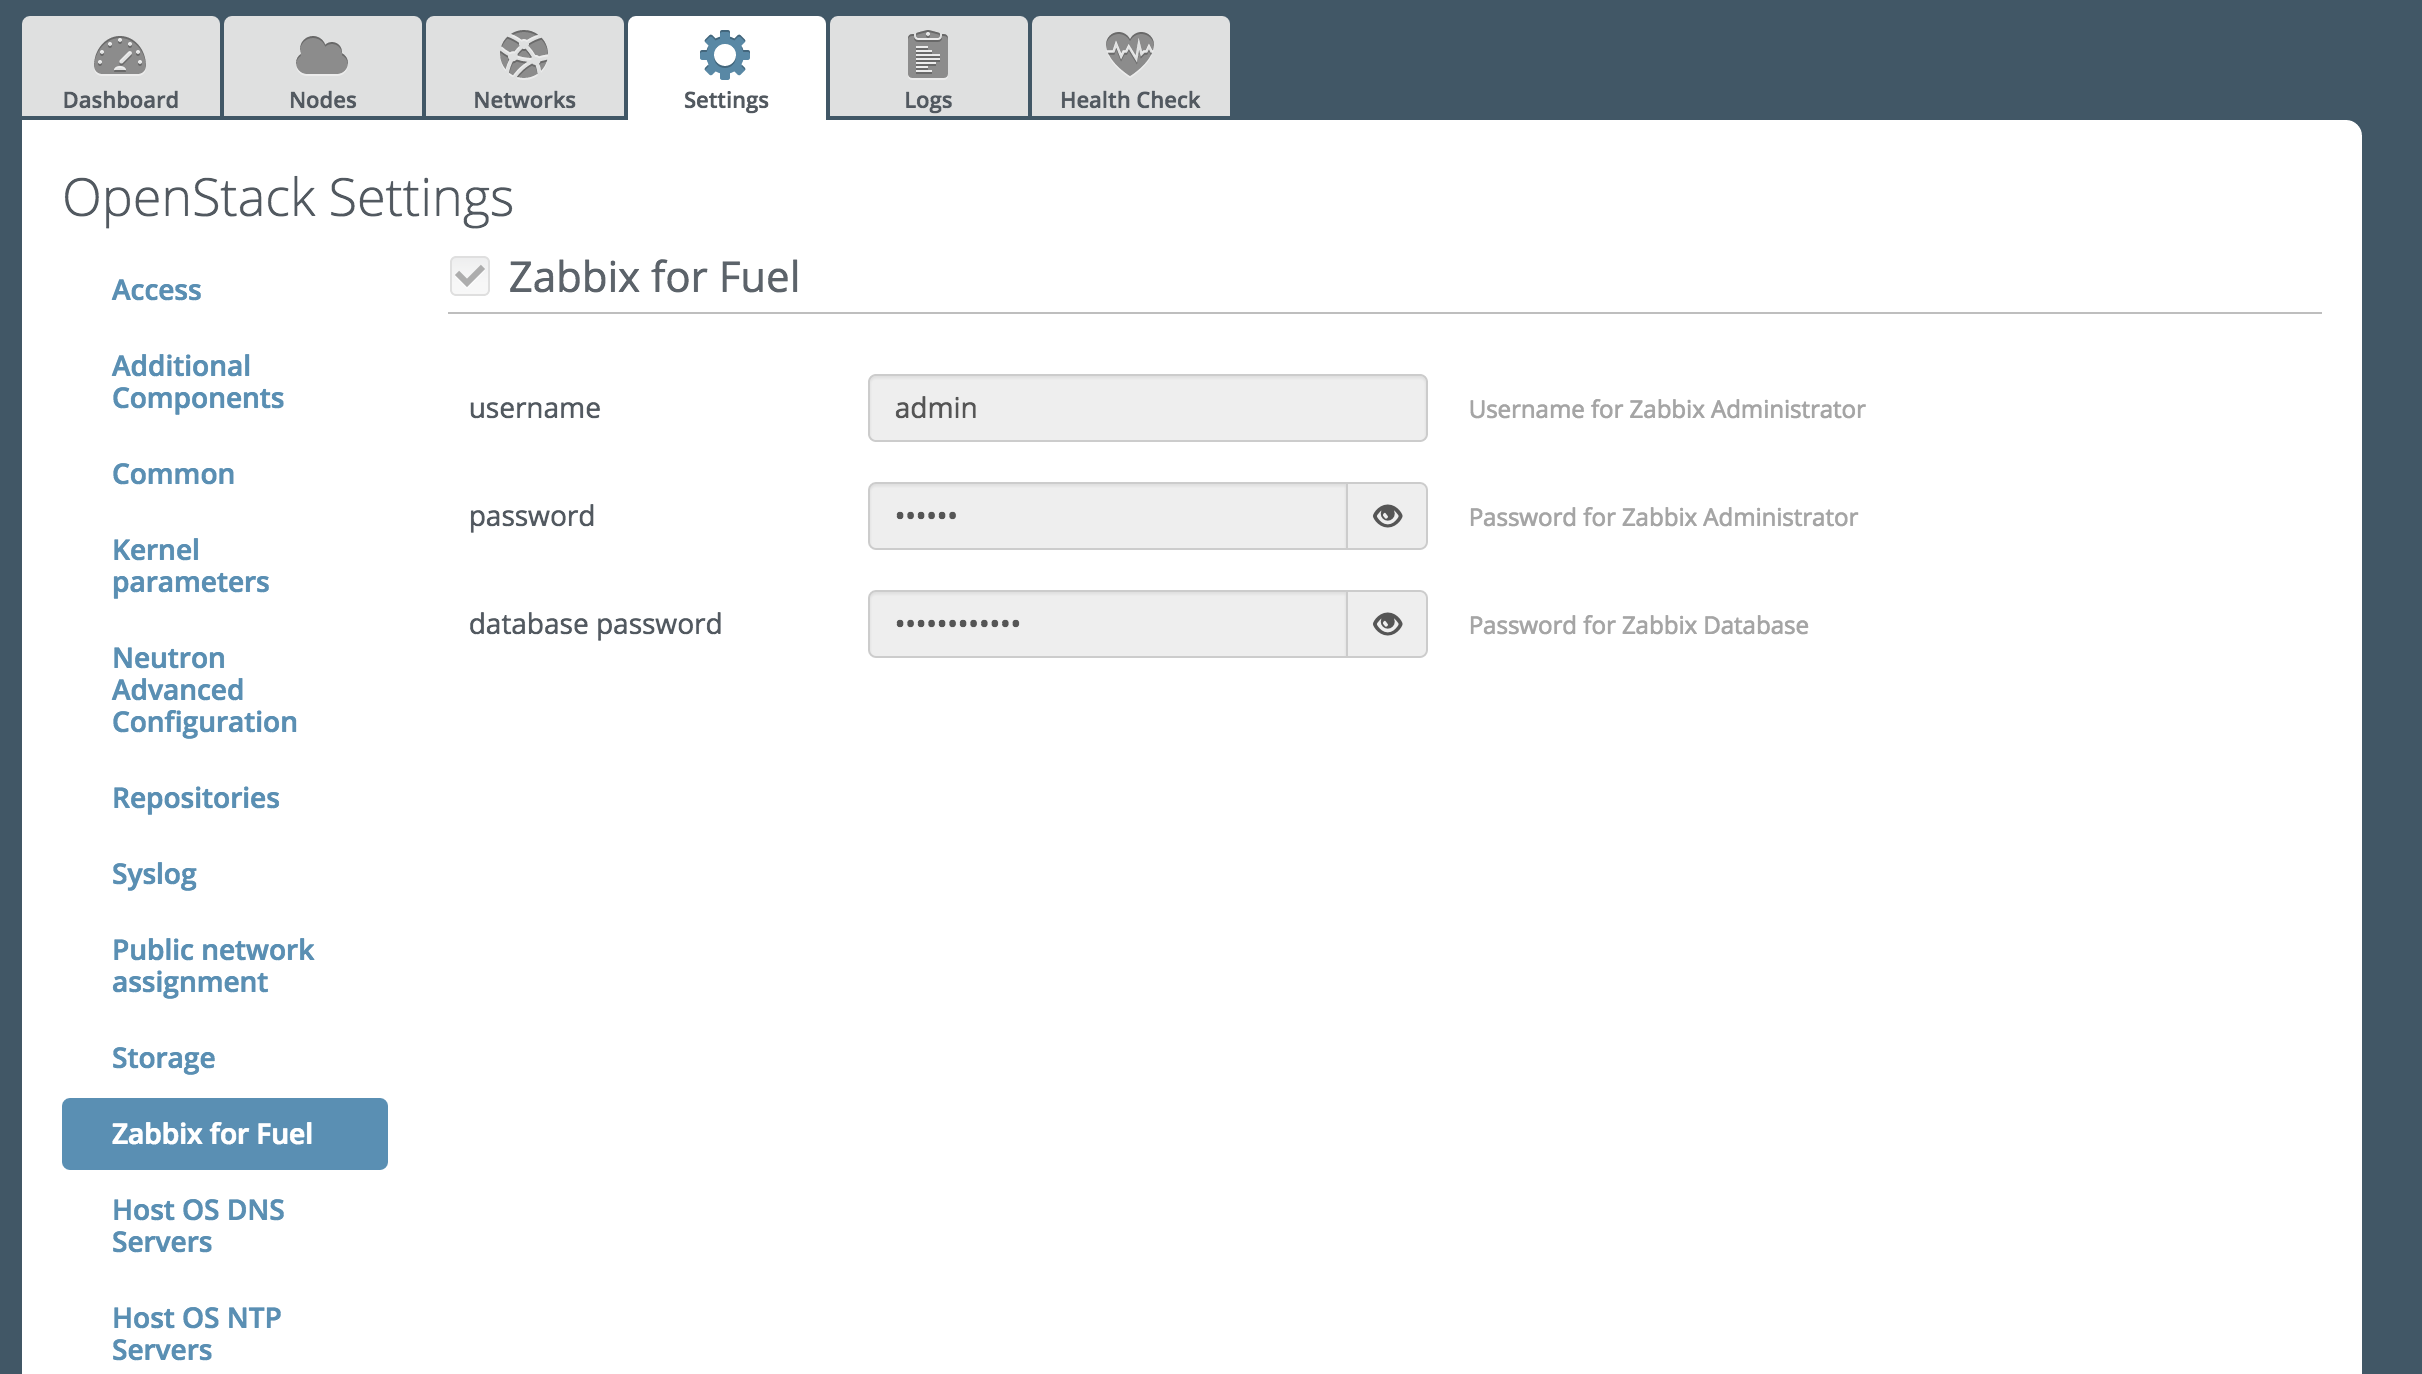 Dashboard
Nodes
Networks
Settings
Logs
Health Check
OpenStack Settings
Access
Additional
Components
Common
Kernel
parameters
Neutron
Advanced
Configuration
Repositories
Syslog
Public network
assignment
Storage
Zabbix for Fuel
Host OS DNS
Servers
Host OS NTP
Servers
Zabbix for Fuel
username
admin
Username for Zabbix Administrator
password
••••••
Password for Zabbix Administrator
database password
••••••••••••
Password for Zabbix Database